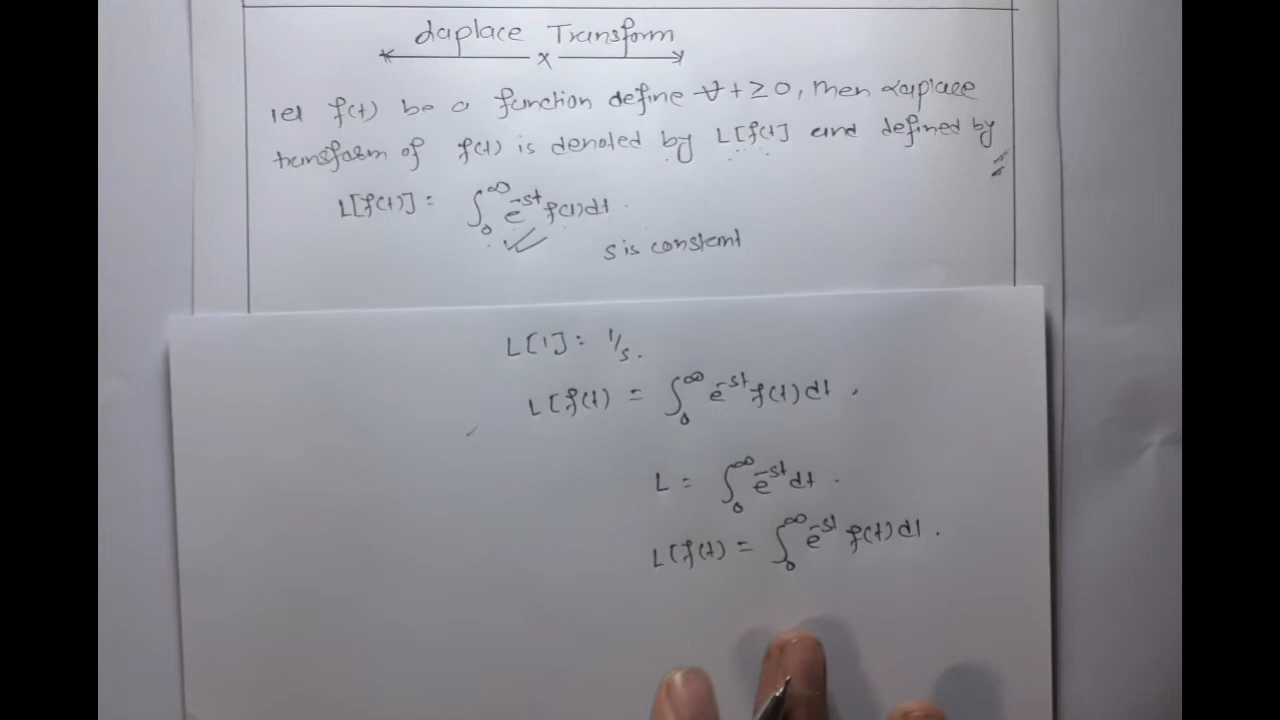 Laplace Transform
x
let f(t) be a function define ∀ t ≥ 0, then Laplace
transform of f(t) is denoted by L[f(t)] and defined by
L[f(t)] = ∫₀^∞ e^-st f(t)dt .
s is constant
L[1] = 1/s .
L[f(t) = ∫₀^∞ e^-st f(t) dt .
L = ∫₀^∞ e^-st dt .
L[f(t) = ∫₀^∞ e^-st f(t) dt .